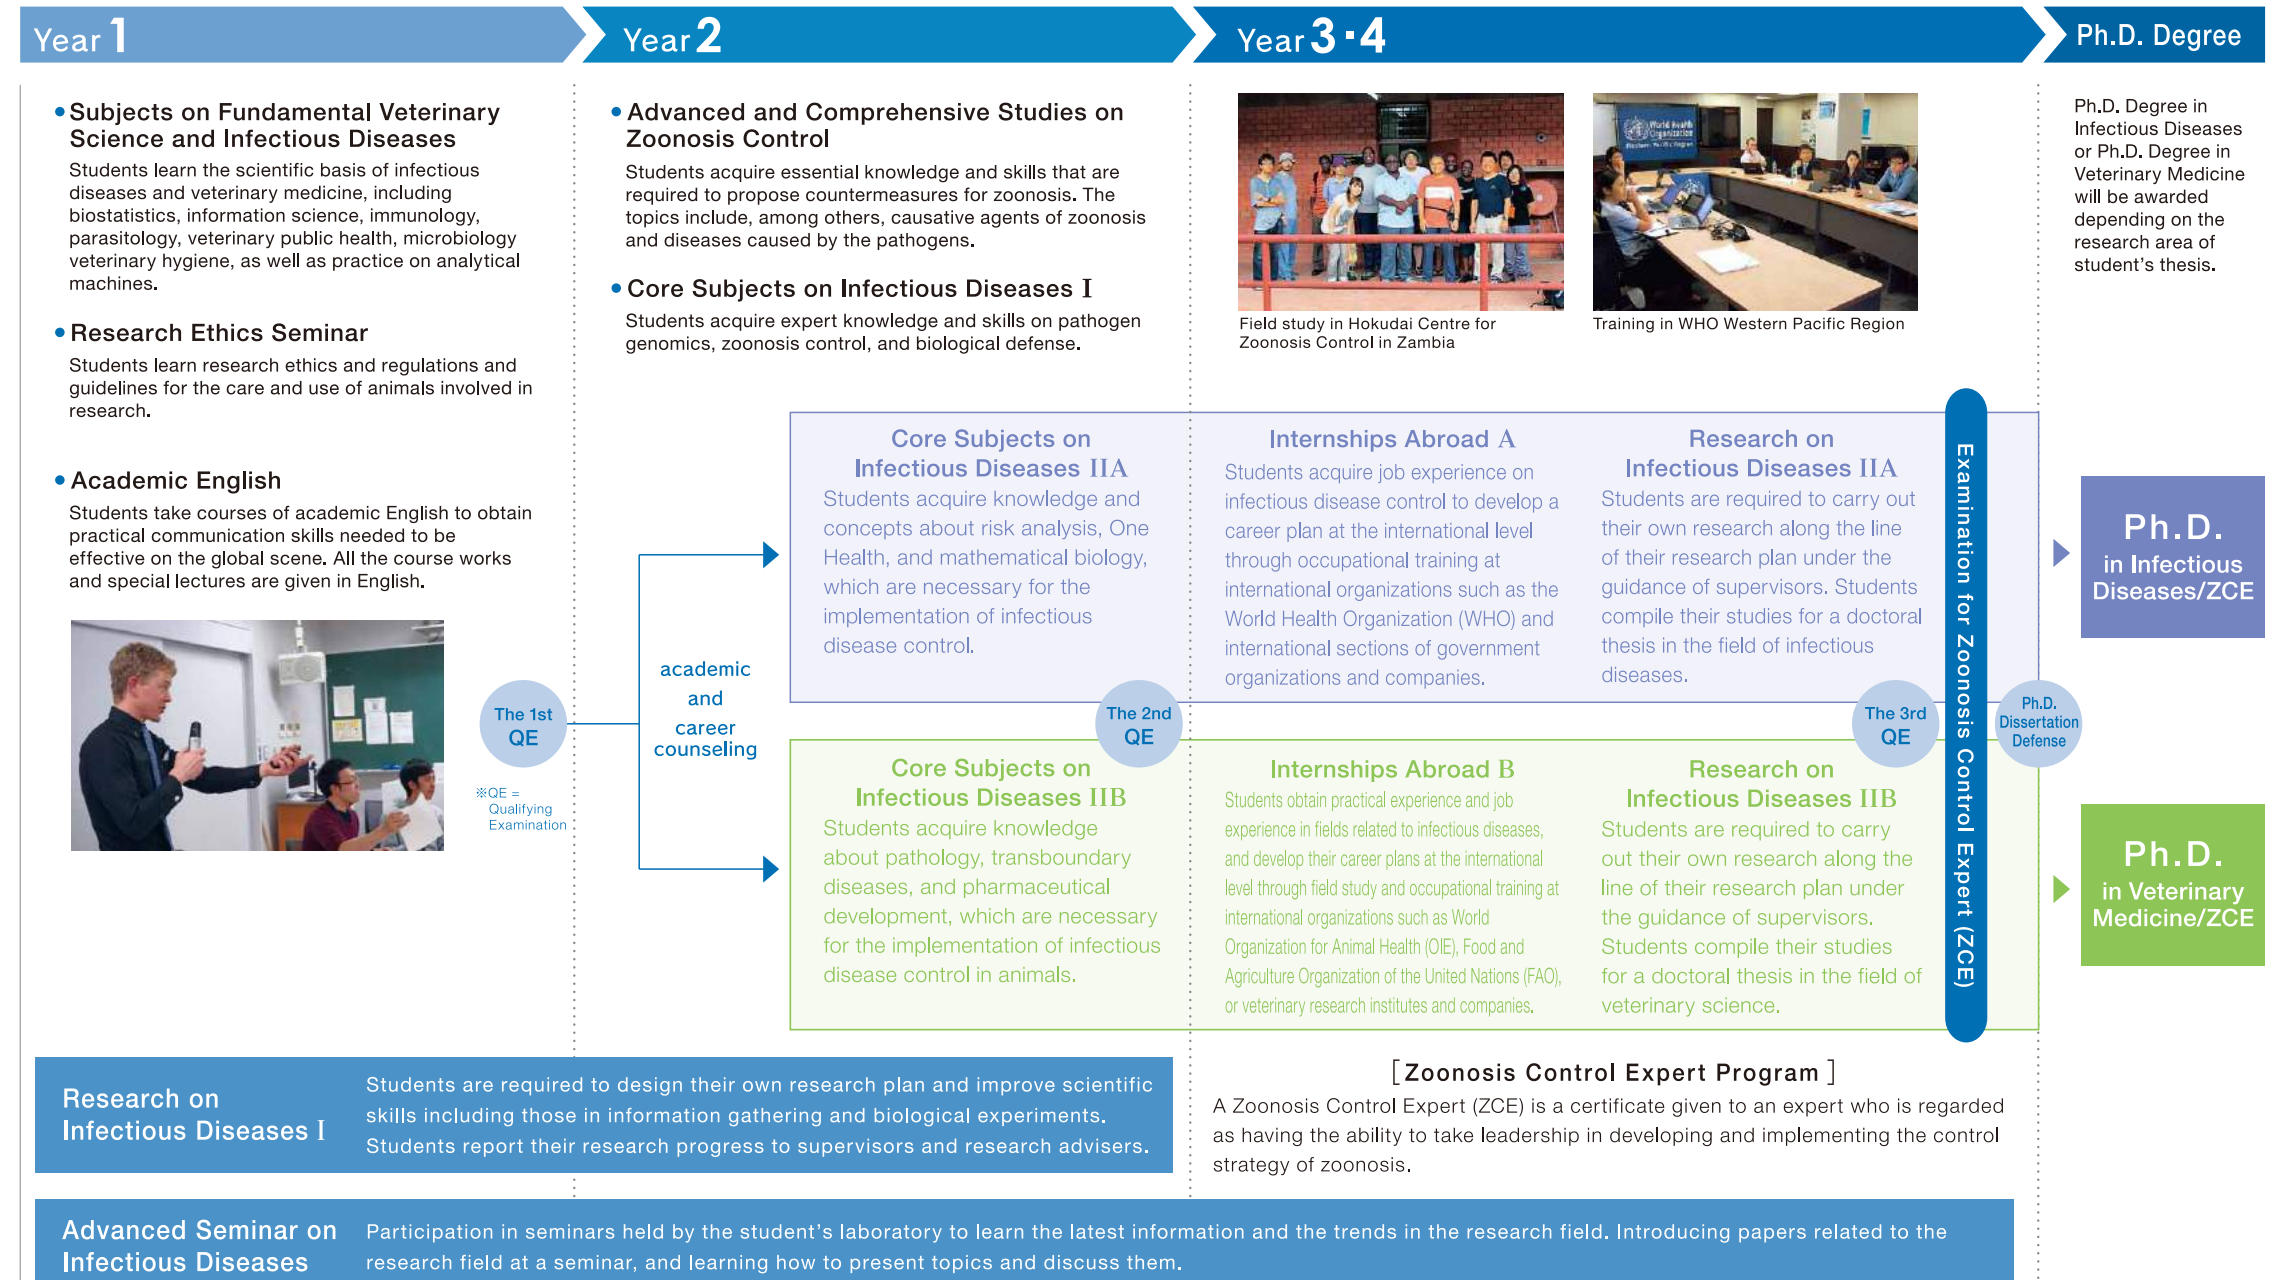 Year 1
Year 2
Year 3・4
Ph.D. Degree
•Subjects on Fundamental Veterinary
Science and Infectious Diseases
Students learn the scientific basis of infectious
diseases and veterinary medicine, including
biostatistics, information science, immunology,
parasitology, veterinary public health, microbiology
veterinary hygiene, as well as practice on analytical
machines.
•Research Ethics Seminar
Students learn research ethics and regulations and
guidelines for the care and use of animals involved in
research.
•Academic English
Students take courses of academic English to obtain
practical communication skills needed to be
effective on the global scene. All the course works
and special lectures are given in English.
The 1st
QE
※QE =
Qualifying
Examination
•Advanced and Comprehensive Studies on
Zoonosis Control
Students acquire essential knowledge and skills that are
required to propose countermeasures for zoonosis. The
topics include, among others, causative agents of zoonosis
and diseases caused by the pathogens.
•Core Subjects on Infectious Diseases I
Students acquire expert knowledge and skills on pathogen
genomics, zoonosis control, and biological defense.
academic
and
career
counseling
World Health
Organization
Western Pacific Region
Field study in Hokudai Centre for
Zoonosis Control in Zambia
Training in WHO Western Pacific Region
Ph.D. Degree in
Infectious Diseases
or Ph.D. Degree in
Veterinary Medicine
will be awarded
depending on the
research area of
student's thesis.
Core Subjects on
Infectious Diseases IIA
Students acquire knowledge and
concepts about risk analysis, One
Health, and mathematical biology,
which are necessary for the
implementation of infectious
disease control.
Internships Abroad A
Students acquire job experience on
infectious disease control to develop a
career plan at the international level
through occupational training at
international organizations such as the
World Health Organization (WHO) and
international sections of government
organizations and companies.
Research on
Infectious Diseases IIA
Students are required to carry out
their own research along the line
of their research plan under the
guidance of supervisors. Students
compile their studies for a doctoral
thesis in the field of infectious
diseases.
The 2nd
QE
The 3rd
QE
Examination for Zoonosis Control Expert (ZCE)
Ph.D.
Dissertation
Defense
Ph.D.
in Infectious
Diseases/ZCE
Core Subjects on
Infectious Diseases IIB
Students acquire knowledge
about pathology, transboundary
diseases, and pharmaceutical
development, which are necessary
for the implementation of infectious
disease control in animals.
Internships Abroad B
Students obtain practical experience and job
experience in fields related to infectious diseases,
and develop their career plans at the international
level through field study and occupational training at
international organizations such as World
Organization for Animal Health (OIE), Food and
Agriculture Organization of the United Nations (FAO),
or veterinary research institutes and companies.
Research on
Infectious Diseases IIB
Students are required to carry
out their own research along the
line of their research plan under
the guidance of supervisors.
Students compile their studies
for a doctoral thesis in the field of
veterinary science.
Ph.D.
in Veterinary
Medicine/ZCE
Research on
Infectious Diseases I
Students are required to design their own research plan and improve scientific
skills including those in information gathering and biological experiments.
Students report their research progress to supervisors and research advisers.
[Zoonosis Control Expert Program]
A Zoonosis Control Expert (ZCE) is a certificate given to an expert who is regarded
as having the ability to take leadership in developing and implementing the control
strategy of zoonosis.
Advanced Seminar on
Infectious Diseases
Participation in seminars held by the student's laboratory to learn the latest information and the trends in the research field. Introducing papers related to the
research field at a seminar, and learning how to present topics and discuss them.